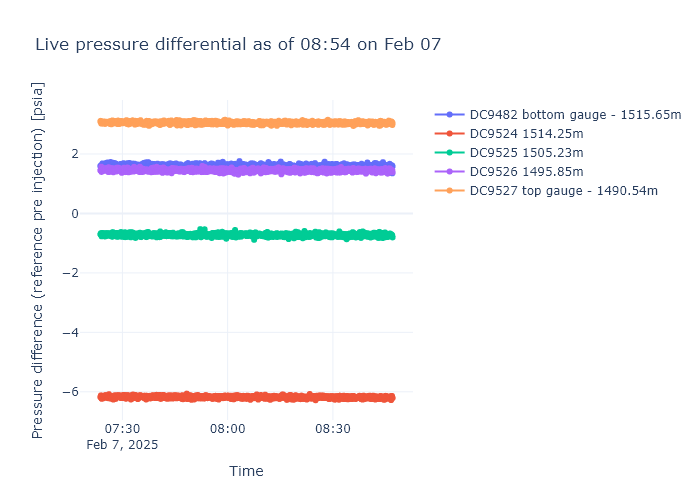 Live pressure differential as of 08:54 on Feb 07
Pressure difference (reference pre injection) [psia]
2
0
−2
−4
−6
07:30
Feb 7, 2025
08:00
08:30
Time
DC9482 bottom gauge - 1515.65m
DC9524 1514.25m
DC9525 1505.23m
DC9526 1495.85m
DC9527 top gauge - 1490.54m